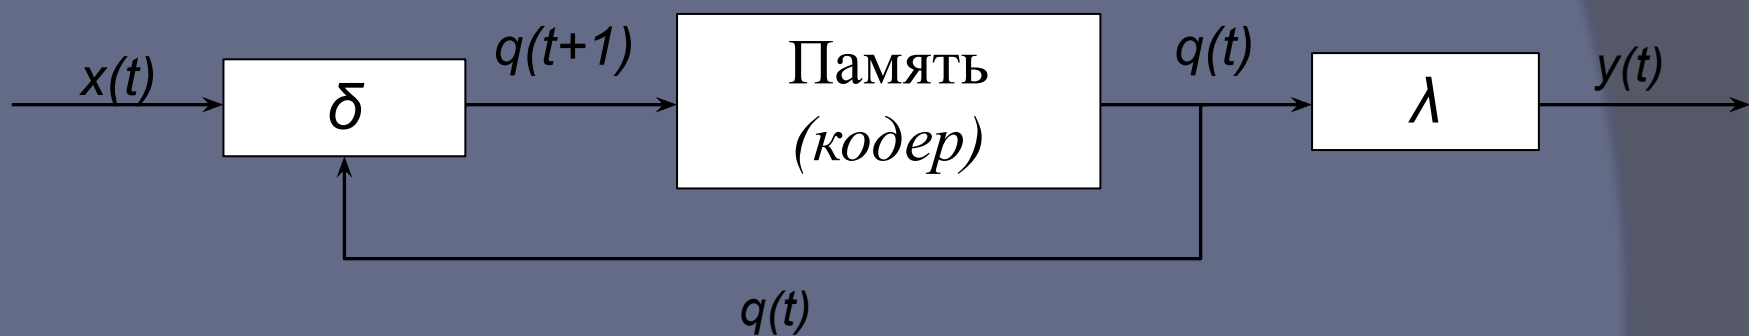 x(t)
δ
q(t+1)
Память
(кодер)
q(t)
λ
y(t)
q(t)